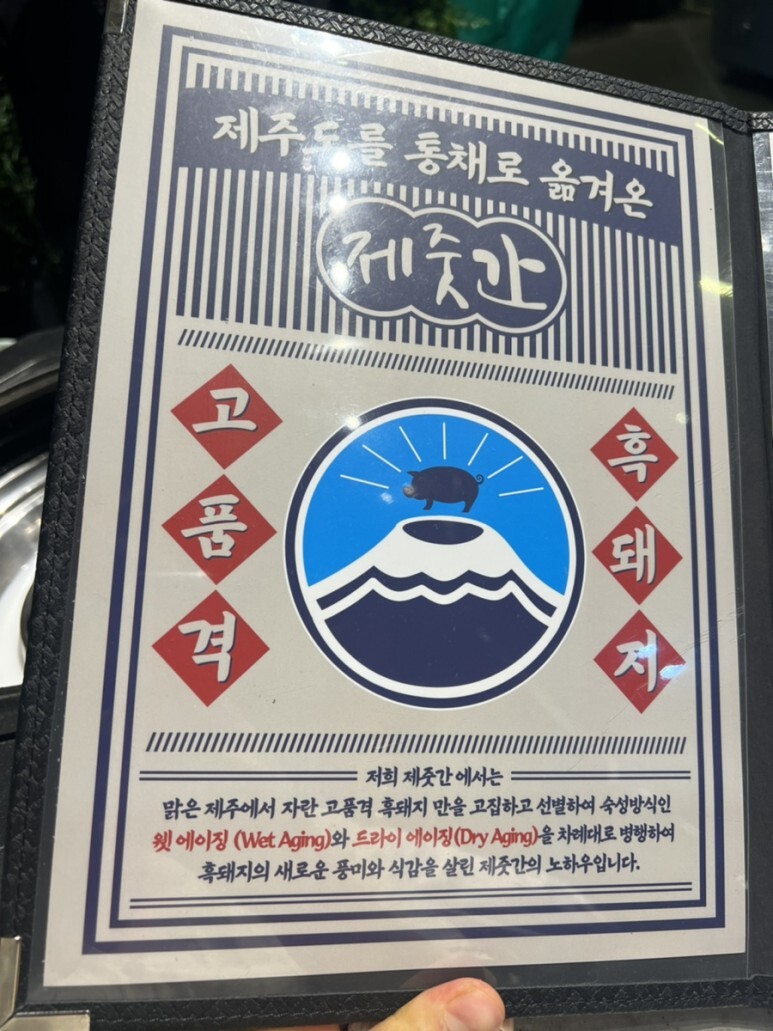 제주도를 통채로 옮겨온
제줏간
고품격
흑돼지
저희 제줏간에서는
맑은 제주에서 자란 고품격 흑돼지 만을 고집하고 선별하여 숙성방식인
웻 에이징 (Wet Aging)와 드라이 에이징(Dry Aging)을 차례대로 병행하여
흑돼지의 새로운 풍미와 식감을 살린 제줏간의 노하우입니다.